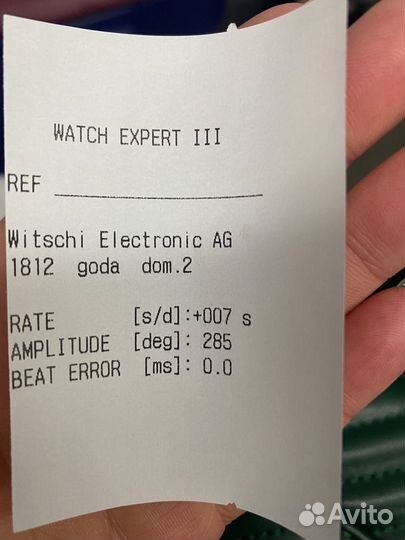 WATCH EXPERT III
REF ____________________
Witschi Electronic AG
1812 goda dom.2
RATE [s/d]:+007 s
AMPLITUDE [deg]: 285
BEAT ERROR [ms]: 0.0
Avito